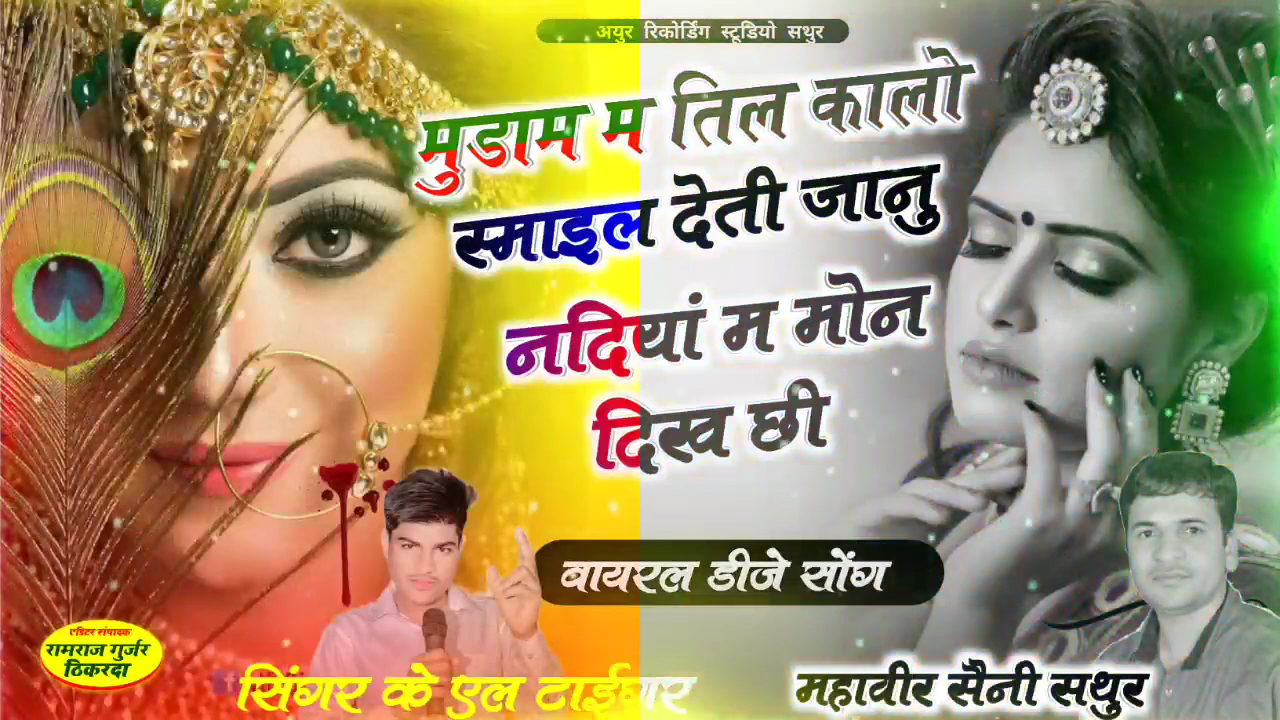 अयुर रिकोर्डिंग स्टूडियो सथुर
मुडाम म तिल कालो
स्माइल देती जानु
नदियां म मोन
दिख छी
बायरल डीजे सोंग
एडिटर संपादक
रामराज गुर्जर
ठिकरदा
सिंगर के एल टाईगर
महावीर सैनी सथुर